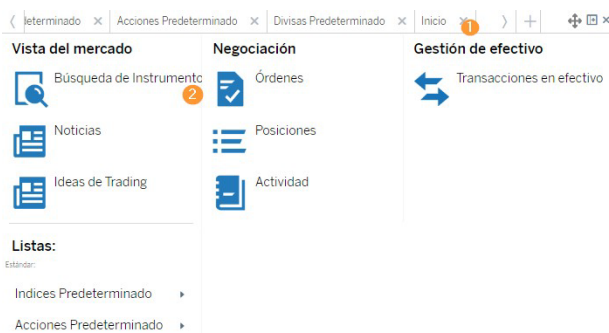 leterminado × Acciones Predeterminado × Divisas Predeterminado × Inicio
1
Vista del mercado
Búsqueda de Instrumento
2
Noticias
Ideas de Trading
Negociación
Órdenes
Posiciones
Actividad
Gestión de efectivo
Transacciones en efectivo
Listas:
Estándar:
Indices Predeterminado
Acciones Predeterminado